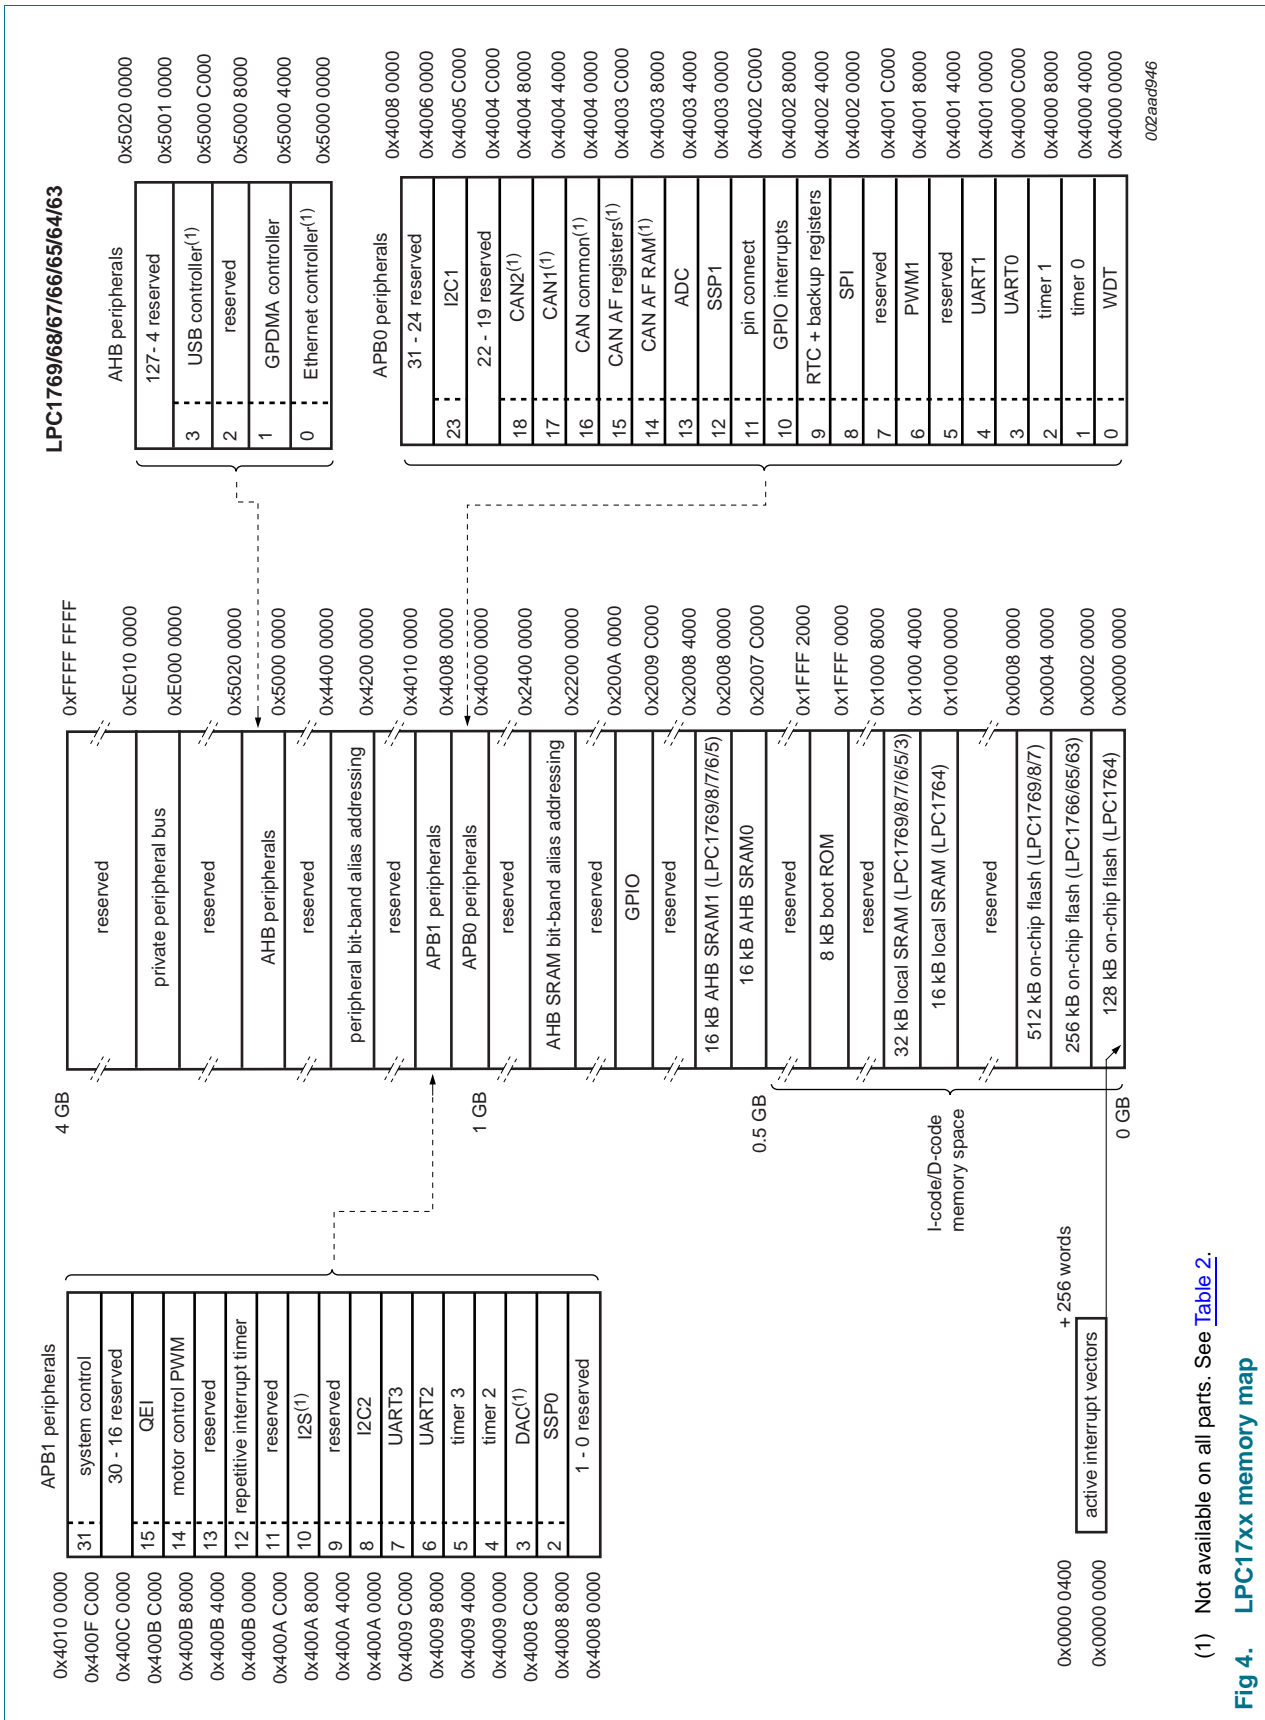 LPC1769/68/67/66/65/64/63
APB1 peripherals
0x4010 0000
31 system control
0x400F C000
30 - 16 reserved
0x400C 0000
15 QEI
0x400B C000
14 motor control PWM
0x400B 8000
13 reserved
0x400B 4000
12 repetitive interrupt timer
0x400B 0000
11 reserved
0x400A C000
10 I2S(1)
0x400A 8000
9 reserved
0x400A 4000
8 I2C2
0x400A 0000
7 UART3
0x4009 C000
6 UART2
0x4009 8000
5 timer 3
0x4009 4000
4 timer 2
0x4009 0000
3 DAC(1)
0x4008 C000
2 SSP0
0x4008 8000
1 - 0 reserved
0x4008 0000
4 GB
0xFFFF FFFF
reserved
0xE010 0000
private peripheral bus
0xE000 0000
reserved
0x5020 0000
AHB peripherals
0x5000 0000
reserved
0x4400 0000
peripheral bit-band alias addressing
0x4200 0000
reserved
0x4010 0000
APB1 peripherals
0x4008 0000
APB0 peripherals
1 GB
0x4000 0000
reserved
0x2400 0000
AHB SRAM bit-band alias addressing
0x2200 0000
reserved
0x200A 0000
GPIO
0x2009 C000
reserved
0x2008 4000
16 kB AHB SRAM1 (LPC1769/8/7/6/5)
0x2008 0000
16 kB AHB SRAM0
0x2007 C000
0.5 GB
reserved
0x1FFF 2000
8 kB boot ROM
0x1FFF 0000
reserved
0x1000 8000
32 kB local SRAM (LPC1769/8/7/6/5/3)
0x1000 4000
16 kB local SRAM (LPC1764)
0x1000 0000
I-code/D-code
memory space
reserved
0x0008 0000
512 kB on-chip flash (LPC1769/8/7)
0x0004 0000
256 kB on-chip flash (LPC1766/65/63)
0x0002 0000
128 kB on-chip flash (LPC1764)
0 GB
0x0000 0000
+ 256 words
0x0000 0400
active interrupt vectors
0x0000 0000
AHB peripherals
0x5020 0000
127- 4 reserved
0x5001 0000
3 USB controller(1)
0x5000 C000
2 reserved
0x5000 8000
1 GPDMA controller
0x5000 4000
0 Ethernet controller(1)
0x5000 0000
APB0 peripherals
0x4008 0000
31 - 24 reserved
0x4006 0000
23 I2C1
0x4005 C000
22 - 19 reserved
0x4004 C000
18 CAN2(1)
0x4004 8000
17 CAN1(1)
0x4004 4000
16 CAN common(1)
0x4004 0000
15 CAN AF registers(1)
0x4003 C000
14 CAN AF RAM(1)
0x4003 8000
13 ADC
0x4003 4000
12 SSP1
0x4003 0000
11 pin connect
0x4002 C000
10 GPIO interrupts
0x4002 8000
9 RTC + backup registers
0x4002 4000
8 SPI
0x4002 0000
7 reserved
0x4001 C000
6 PWM1
0x4001 8000
5 reserved
0x4001 4000
4 UART1
0x4001 0000
3 UART0
0x4000 C000
2 timer 1
0x4000 8000
1 timer 0
0x4000 4000
0 WDT
0x4000 0000
002aad946
(1) Not available on all parts. See Table 2.
Fig 4. LPC17xx memory map